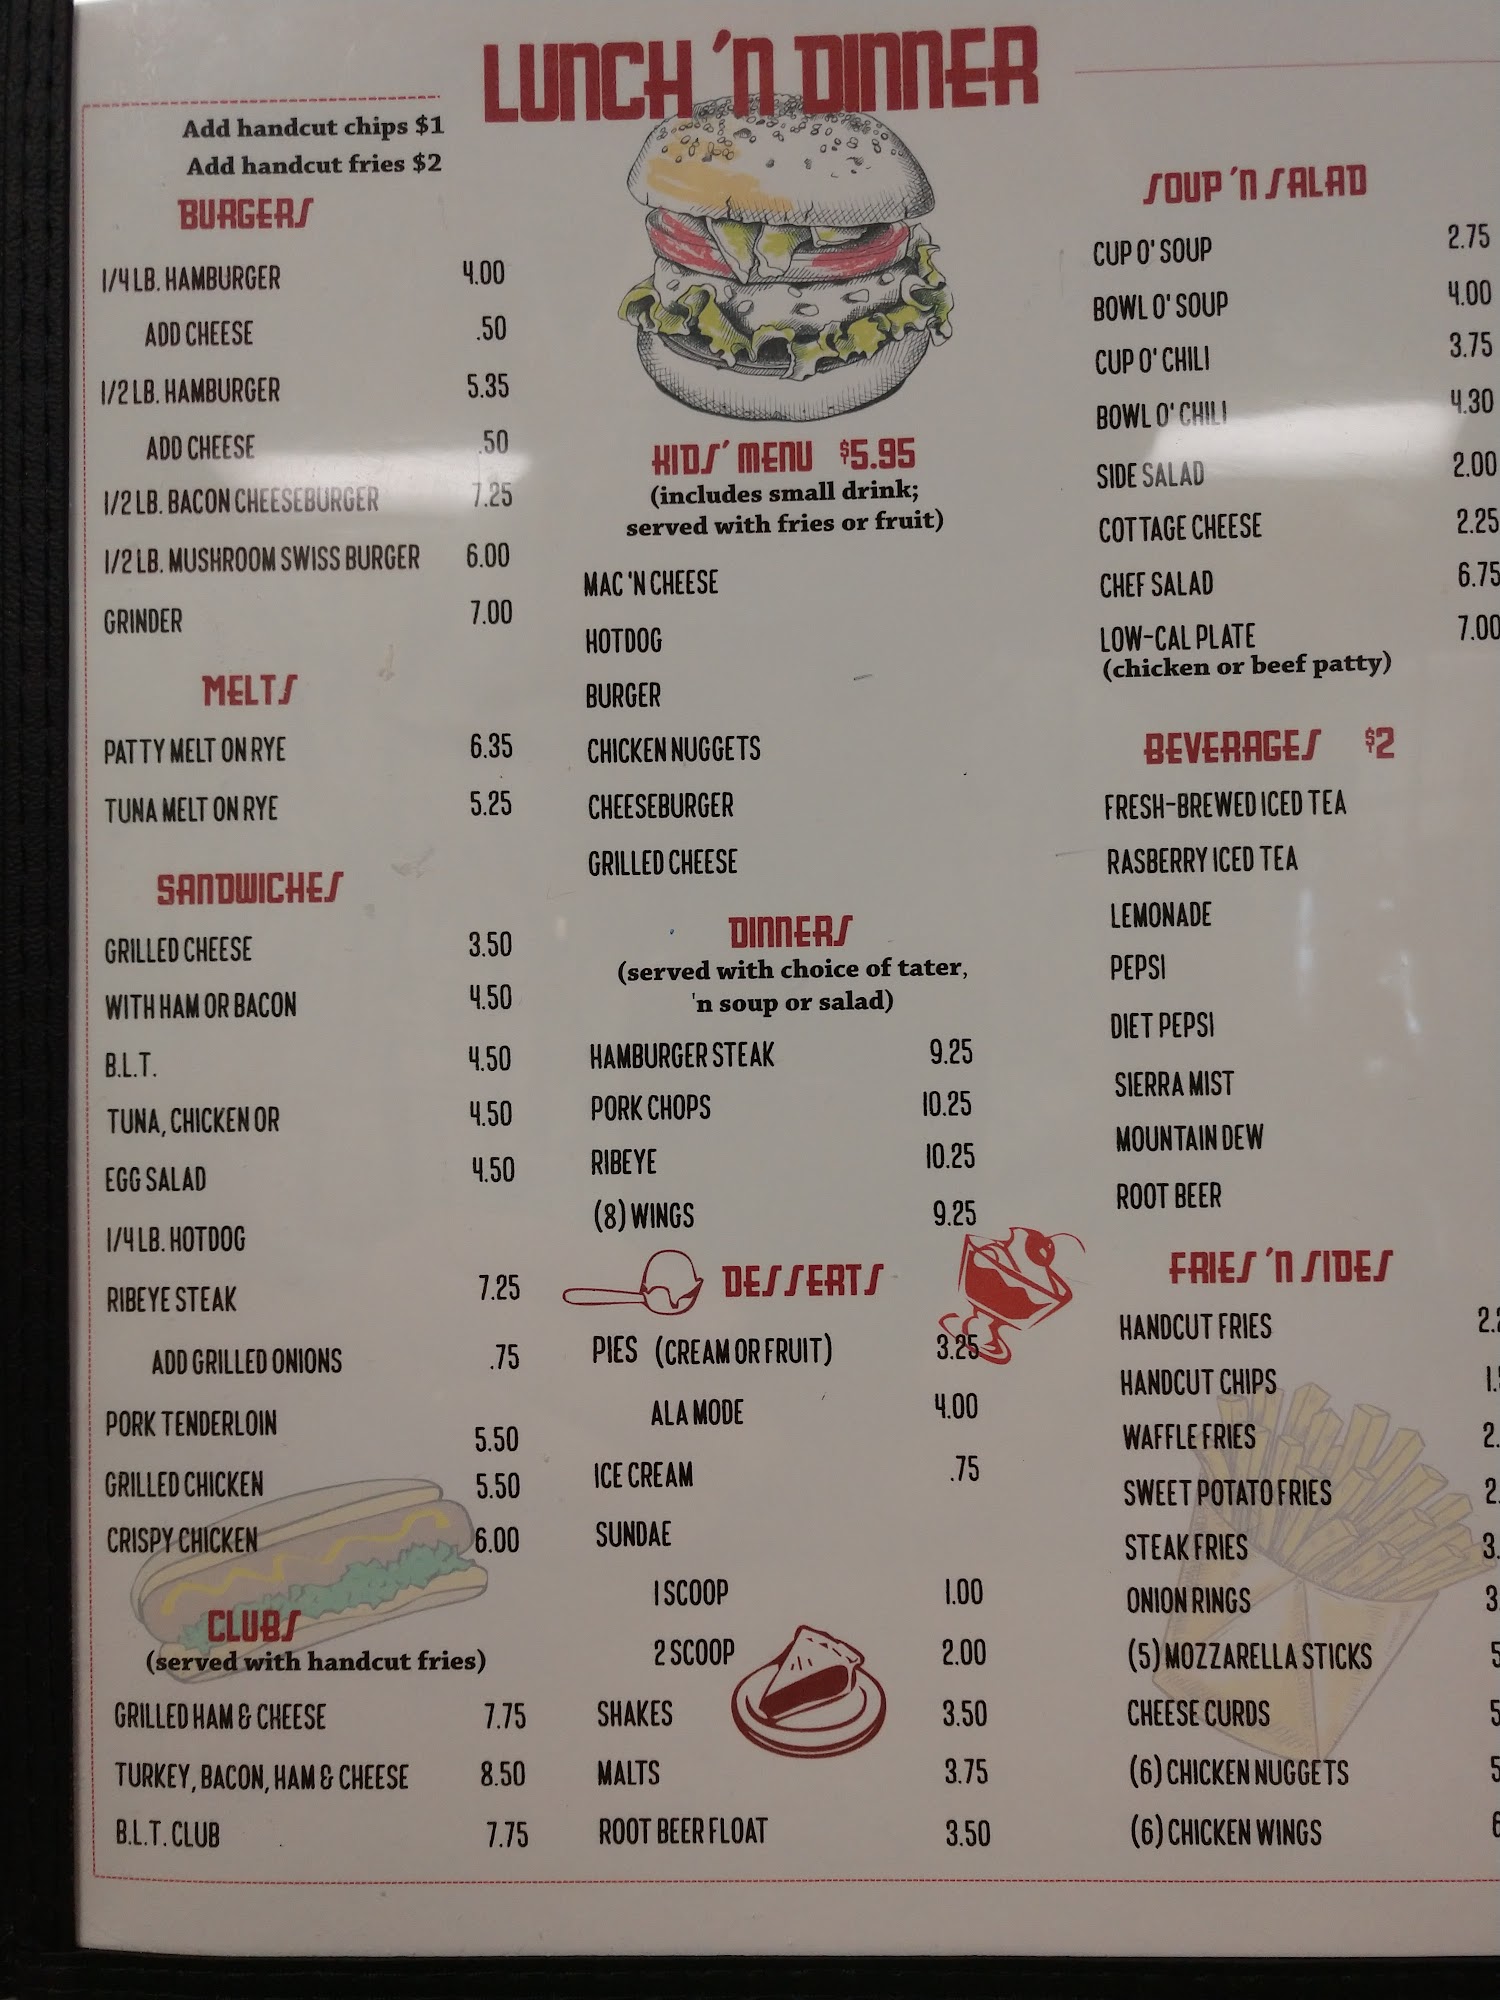 LUNCH 'N DINNER
Add handcut chips $1
Add handcut fries $2
BURGERS
1/4 LB. HAMBURGER 4.00
ADD CHEESE .50
1/2 LB. HAMBURGER 5.35
ADD CHEESE .50
1/2 LB. BACON CHEESEBURGER 7.25
1/2 LB. MUSHROOM SWISS BURGER 6.00
GRINDER 7.00
MELTS
PATTY MELT ON RYE 6.35
TUNA MELT ON RYE 5.25
SANDWICHES
GRILLED CHEESE 3.50
WITH HAM OR BACON 4.50
B.L.T. 4.50
TUNA, CHICKEN OR 4.50
EGG SALAD 4.50
1/4 LB. HOTDOG
RIBEYE STEAK 7.25
ADD GRILLED ONIONS .75
PORK TENDERLOIN 5.50
GRILLED CHICKEN 5.50
CRISPY CHICKEN 6.00
CLUBS
(served with handcut fries)
GRILLED HAM & CHEESE 7.75
TURKEY, BACON, HAM & CHEESE 8.50
B.L.T. CLUB 7.75
KIDS' MENU $5.95
(includes small drink;
served with fries or fruit)
MAC 'N CHEESE
HOTDOG
BURGER
CHICKEN NUGGETS
CHEESEBURGER
GRILLED CHEESE
DINNERS
(served with choice of tater,
'n soup or salad)
HAMBURGER STEAK 9.25
PORK CHOPS 10.25
RIBEYE 10.25
(8) WINGS 9.25
DESSERTS
PIES (CREAM OR FRUIT) 3.25
ALA MODE 4.00
ICE CREAM .75
SUNDAE
1 SCOOP 1.00
2 SCOOP 2.00
SHAKES 3.50
MALTS 3.75
ROOT BEER FLOAT 3.50
SOUP 'N SALAD
CUP O' SOUP 2.75
BOWL O' SOUP 4.00
CUP O' CHILI 3.75
BOWL O' CHILI 4.30
SIDE SALAD 2.00
COTTAGE CHEESE 2.25
CHEF SALAD 6.75
LOW-CAL PLATE 7.00
(chicken or beef patty)
BEVERAGES $2
FRESH-BREWED ICED TEA
RASBERRY ICED TEA
LEMONADE
PEPSI
DIET PEPSI
SIERRA MIST
MOUNTAIN DEW
ROOT BEER
FRIES 'N SIDES
HANDCUT FRIES
HANDCUT CHIPS
WAFFLE FRIES
SWEET POTATO FRIES
STEAK FRIES
ONION RINGS
(5) MOZZARELLA STICKS
CHEESE CURDS
(6) CHICKEN NUGGETS
(6) CHICKEN WINGS